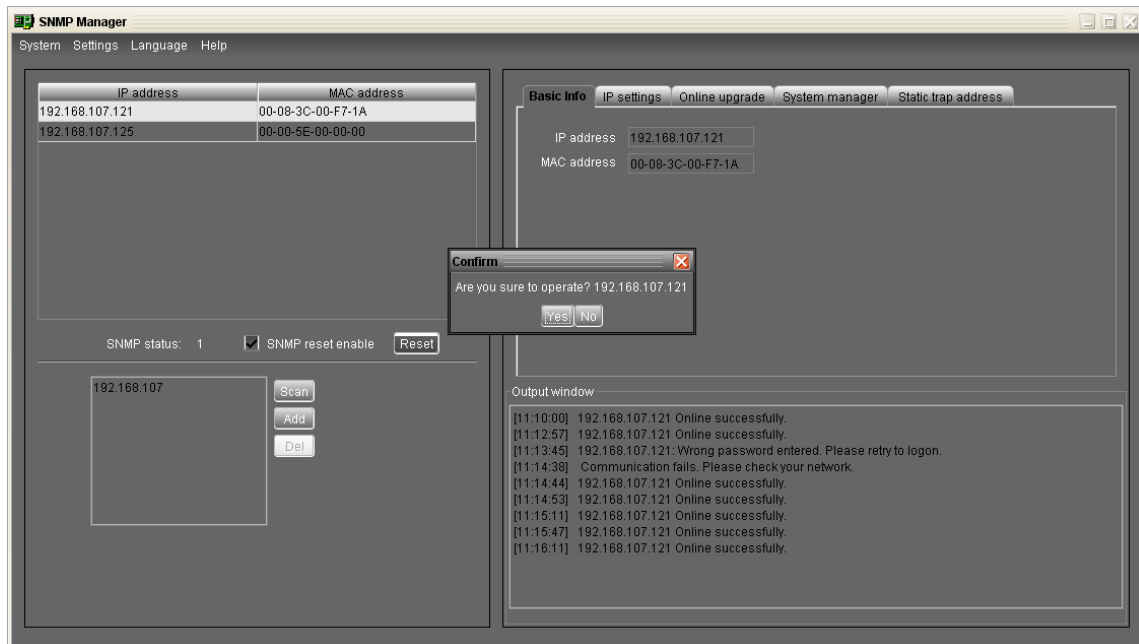 SNMP Manager
System Settings Language Help
IP address MAC address
192.168.107.121 00-08-3C-00-F7-1A
192.168.107.125 00-00-5E-00-00-00
SNMP status: 1 SNMP reset enable Reset
192.168.107
Scan
Add
Del
Basic Info IP settings Online upgrade System manager Static trap address
IP address 192.168.107.121
MAC address 00-08-3C-00-F7-1A
Confirm
Are you sure to operate? 192.168.107.121
Yes No
Output window
[11:10:00] 192.168.107.121 Online successfully.
[11:12:57] 192.168.107.121 Online successfully.
[11:13:45] 192.168.107.121: Wrong password entered. Please retry to logon.
[11:14:38] Communication fails. Please check your network.
[11:14:44] 192.168.107.121 Online successfully.
[11:14:53] 192.168.107.121 Online successfully.
[11:15:11] 192.168.107.121 Online successfully.
[11:15:47] 192.168.107.121 Online successfully.
[11:16:11] 192.168.107.121 Online successfully.